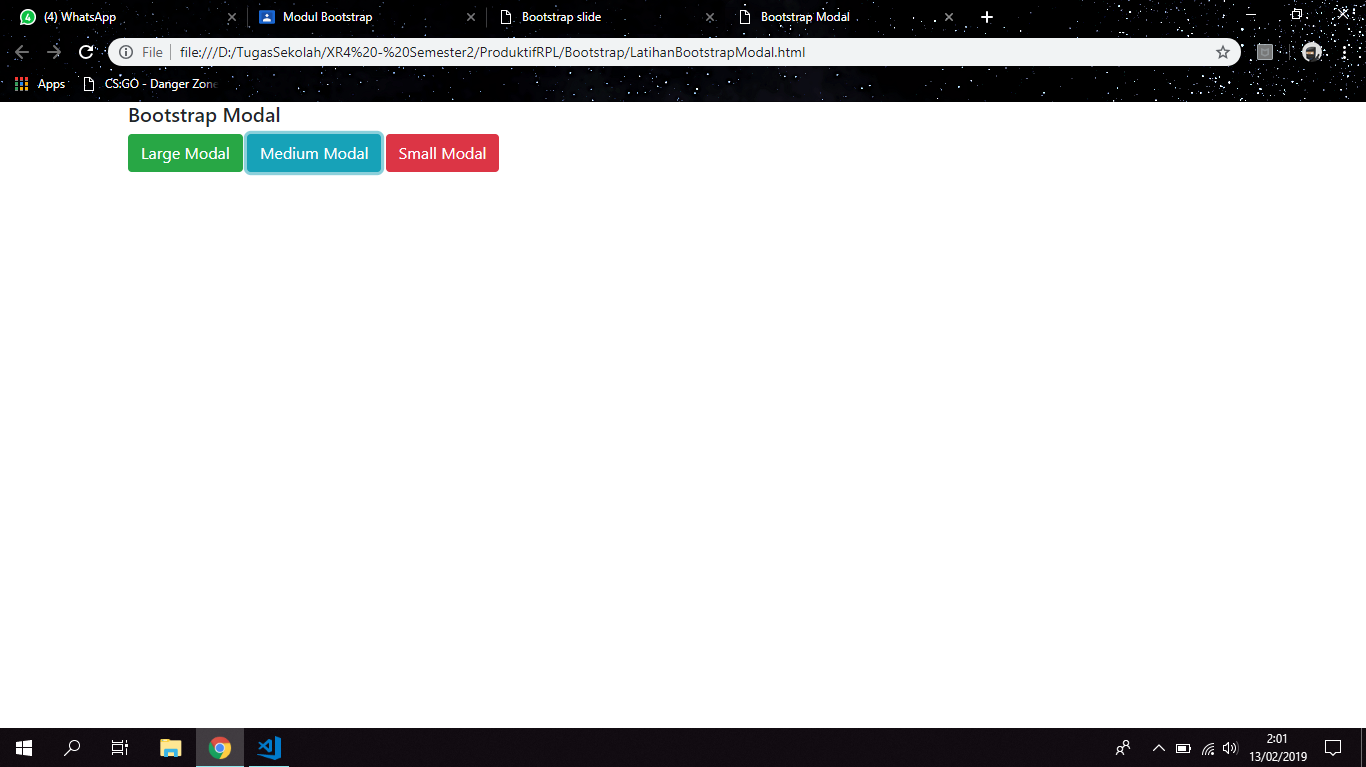 4 (4) WhatsApp
Modul Bootstrap
Bootstrap slide
Bootstrap Modal
File
file:///D:/TugasSekolah/XR4%20-%20Semester2/ProduktifRPL/Bootstrap/LatihanBootstrapModal.html
Apps
CS:GO - Danger Zone
Bootstrap Modal
Large Modal
Medium Modal
Small Modal
2:01
13/02/2019